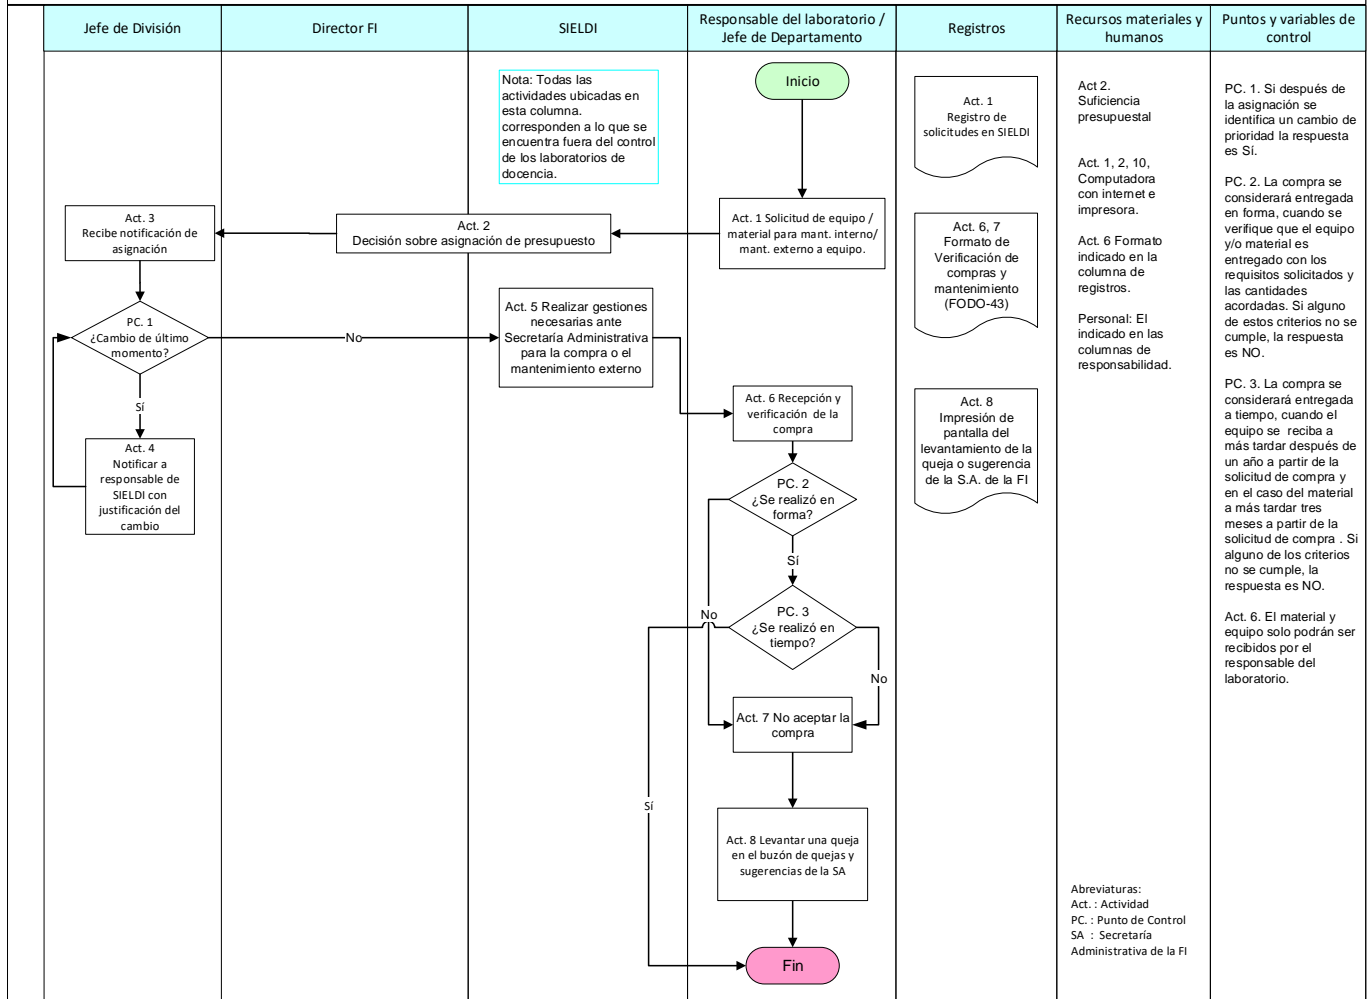 Jefe de División
Director FI
SIELDI
Responsable del laboratorio /
Jefe de Departamento
Registros
Recursos materiales y
humanos
Puntos y variables de
control
Nota: Todas las
actividades ubicadas en
esta columna.
corresponden a lo que se
encuentra fuera del control
de los laboratorios de
docencia.
Inicio
Act. 1 Solicitud de equipo /
material para mant. interno/
mant. externo a equipo.
Act. 2
Decisión sobre asignación de presupuesto
Act. 3
Recibe notificación de
asignación
PC. 1
¿Cambio de último
momento?
No
Sí
Act. 4
Notificar a
responsable de
SIELDI con
justificación del
cambio
Act. 5 Realizar gestiones
necesarias ante
Secretaría Administrativa
para la compra o el
mantenimiento externo
Act. 6 Recepción y
verificación de la
compra
PC. 2
¿Se realizó en
forma?
Sí
No
PC. 3
¿Se realizó en
tiempo?
No
Sí
Act. 7 No aceptar la
compra
Act. 8 Levantar una queja
en el buzón de quejas y
sugerencias de la SA
Fin
Act. 1
Registro de
solicitudes en SIELDI
Act. 6, 7
Formato de
Verificación de
compras y
mantenimiento
(FODO-43)
Act. 8
Impresión de
pantalla del
levantamiento de la
queja o sugerencia
de la S.A. de la FI
Act 2.
Suficiencia
presupuestal
Act. 1, 2, 10,
Computadora
con internet e
impresora.
Act. 6 Formato
indicado en la
columna de
registros.
Personal: El
indicado en las
columnas de
responsabilidad.
Abreviaturas:
Act. : Actividad
PC. : Punto de Control
SA : Secretaría
Administrativa de la FI
PC. 1. Si después de
la asignación se
identifica un cambio de
prioridad la respuesta
es Sí.
PC. 2. La compra se
considerará entregada
en forma, cuando se
verifique que el equipo
y/o material es
entregado con los
requisitos solicitados y
las cantidades
acordadas. Si alguno
de estos criterios no se
cumple, la respuesta
es NO.
PC. 3. La compra se
considerará entregada
a tiempo, cuando el
equipo se reciba a
más tardar después de
un año a partir de la
solicitud de compra y
en el caso del material
a más tardar tres
meses a partir de la
solicitud de compra . Si
alguno de los criterios
no se cumple, la
respuesta es NO.
Act. 6. El material y
equipo solo podrán ser
recibidos por el
responsable del
laboratorio.